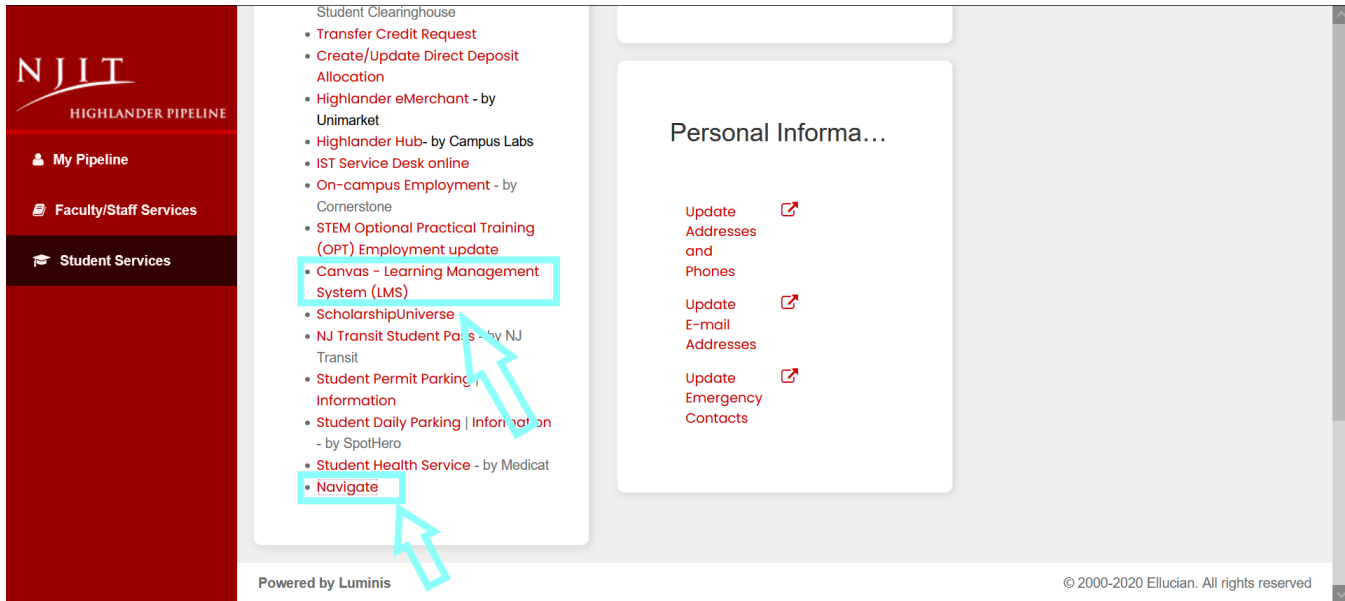 NJIT
HIGHLANDER PIPELINE
My Pipeline
Faculty/Staff Services
Student Services
Student Clearinghouse
Transfer Credit Request
Create/Update Direct Deposit
Allocation
Highlander eMerchant - by
Unimarket
Highlander Hub- by Campus Labs
IST Service Desk online
On-campus Employment - by
Cornerstone
STEM Optional Practical Training
(OPT) Employment update
Canvas - Learning Management
System (LMS)
ScholarshipUniverse
NJ Transit Student Pass - by NJ
Transit
Student Permit Parking |
Information
Student Daily Parking | Information
- by SpotHero
Student Health Service - by Medicat
Navigate
Personal Informa...
Update
Addresses
and
Phones
Update
E-mail
Addresses
Update
Emergency
Contacts
Powered by Luminis
© 2000-2020 Ellucian. All rights reserved